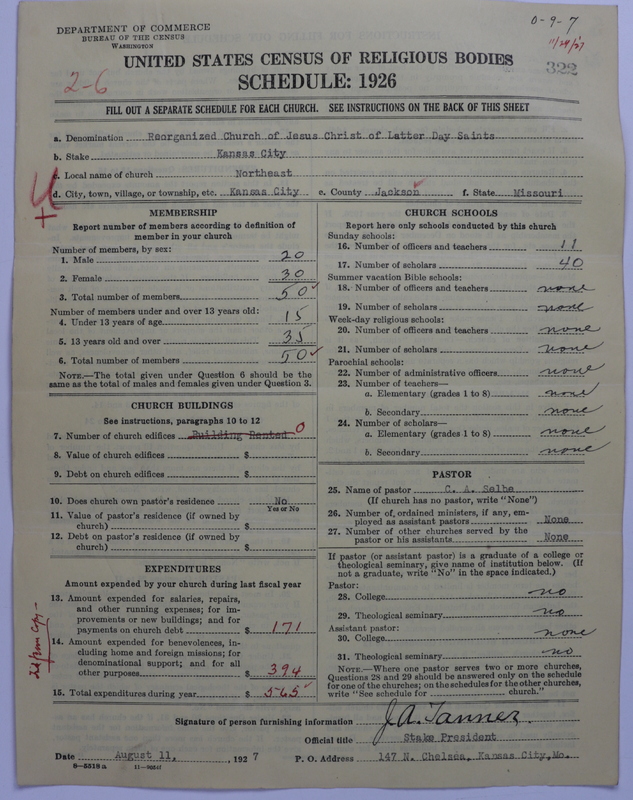 DEPARTMENT OF COMMERCE
BUREAU OF THE CENSUS
WASHINGTON
0-9-7
11/29/27
322
2-6
UNITED STATES CENSUS OF RELIGIOUS BODIES
SCHEDULE: 1926
FILL OUT A SEPARATE SCHEDULE FOR EACH CHURCH. SEE INSTRUCTIONS ON THE BACK OF THIS SHEET
a. Denomination Reorganized Church of Jesus Christ of Latter Day Saints
b. Stake Kansas City
c. Local name of church Northeast
d. City, town, village, or township, etc. Kansas City e. County Jackson f. State Missouri
MEMBERSHIP
Report number of members according to definition of
member in your church
Number of members, by sex:
1. Male 20
2. Female 30
3. Total number of members 50
Number of members under and over 13 years old:
4. Under 13 years of age 15
5. 13 years old and over 35
6. Total number of members 50
NOTE.—The total given under Question 6 should be
same as the total of males and females given under Question 3.
CHURCH BUILDINGS
See instructions, paragraphs 10 to 12
7. Number of church edifices Building Rented 0
8. Value of church edifices $
9. Debt on church edifices $
10. Does church own pastor's residence No
Yes or No
11. Value of pastor's residence (if owned by
church) $
12. Debt on pastor's residence (if owned by
church) $
EXPENDITURES
Amount expended by your church during last fiscal year
13. Amount expended for salaries, repairs,
and other running expenses; for im-
provements or new buildings; and for
payments on church debt $ 171
14. Amount expended for benevolences, in-
cluding home and foreign missions; for
denominational support; and for all
other purposes $ 394
15. Total expenditures during year $ 565
CHURCH SCHOOLS
Report here only schools conducted by this church
Sunday schools:
16. Number of officers and teachers 11
17. Number of scholars 40
Summer vacation Bible schools:
18. Number of officers and teachers none
19. Number of scholars none
Week-day religious schools:
20. Number of officers and teachers none
21. Number of scholars none
Parochial schools:
22. Number of administrative officers none
23. Number of teachers—
a. Elementary (grades 1 to 8) none
b. Secondary none
24. Number of scholars—
a. Elementary (grades 1 to 8) none
b. Secondary none
PASTOR
25. Name of pastor C. A. Selbe
(If church has no pastor, write "None")
26. Number of ordained ministers, if any, em-
ployed as assistant pastors None
27. Number of other churches served by the
pastor or his assistants None
If pastor (or assistant pastor) is a graduate of a college or
theological seminary, give name of institution below. (If
not a graduate, write "No" in the space indicated.)
Pastor:
28. College no
29. Theological seminary no
Assistant pastor:
30. College none
31. Theological seminary no
NOTE.—Where one pastor serves two or more churches,
Questions 28 and 29 should be answered only on the schedule
for one of the churches; on the schedules for the other churches,
write "See schedule for church."
Signature of person furnishing information J. A. Tanner
Official title Stake President
Date August 11, 1927 P. O. Address 147 N. Chelsea, Kansas City, Mo.
8-5318 a